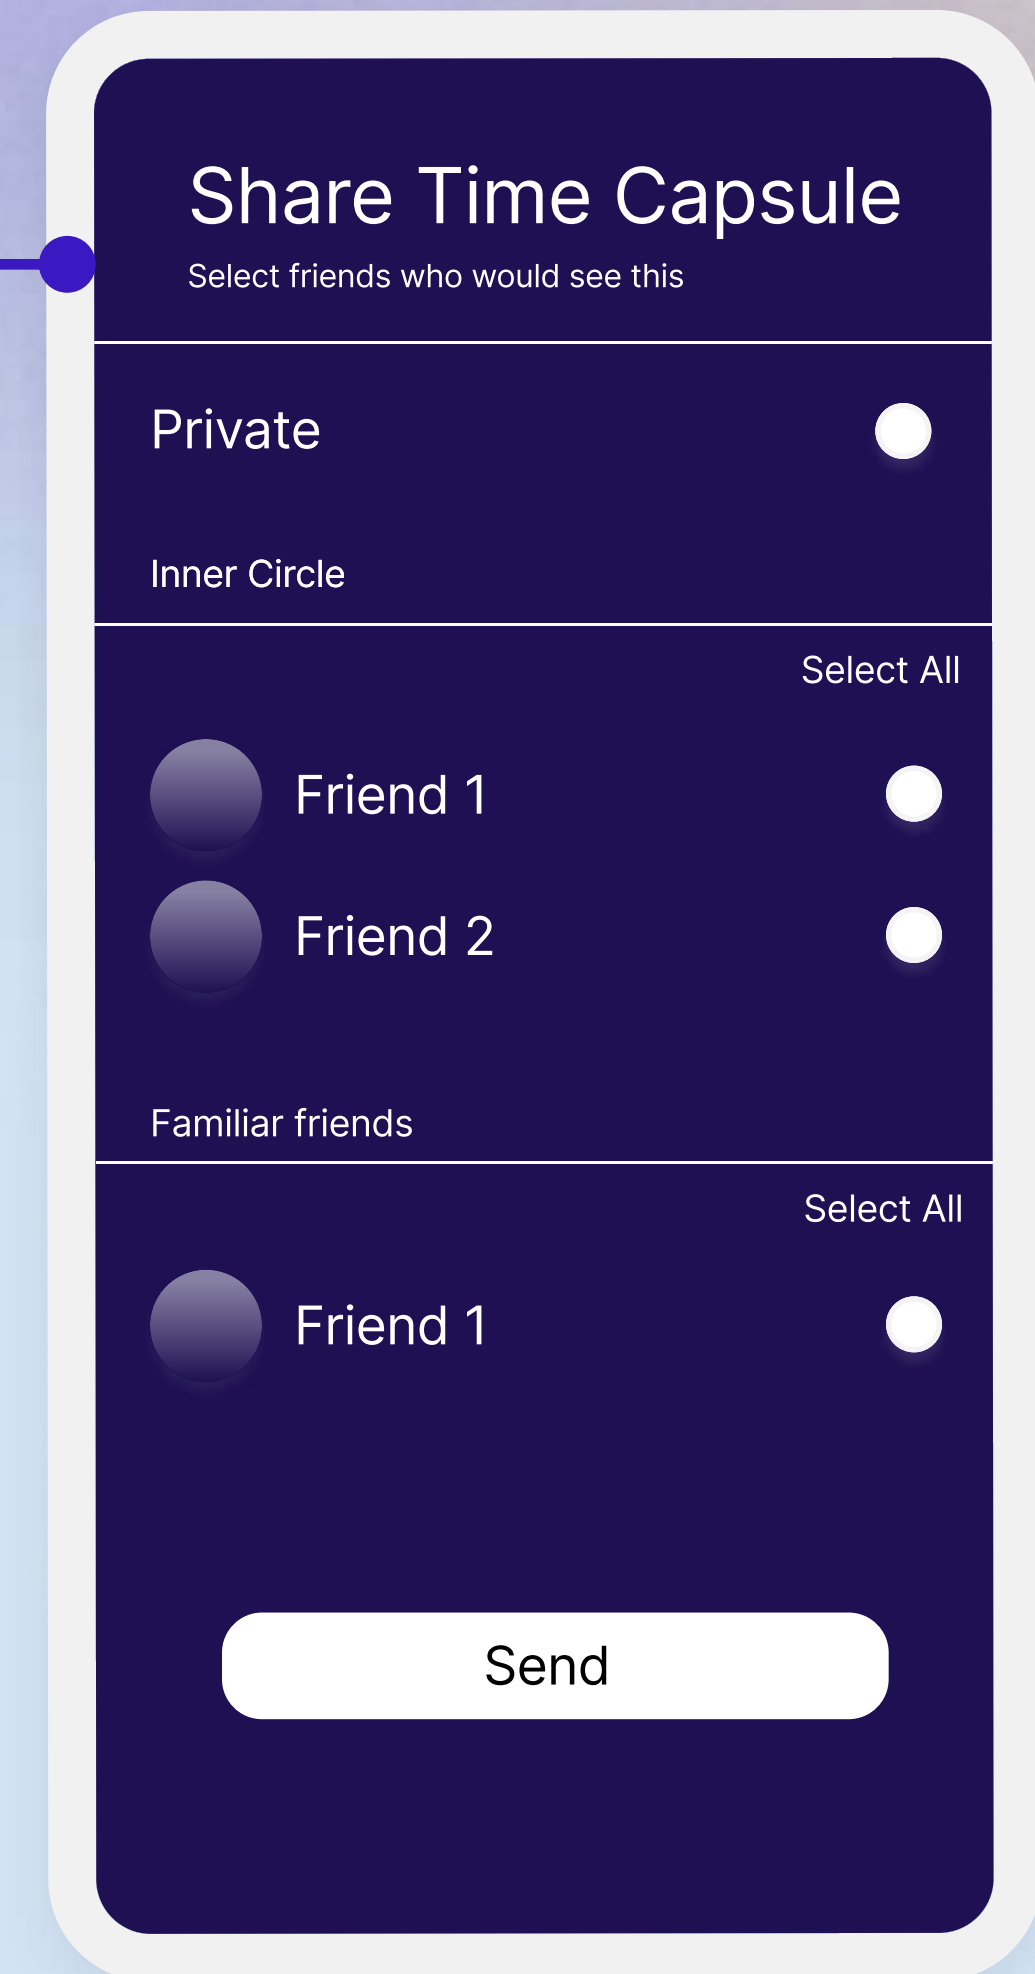 Share Time Capsule
Select friends who would see this
Private
Inner Circle
Select All
Friend 1
Friend 2
Familiar friends
Select All
Friend 1
Send